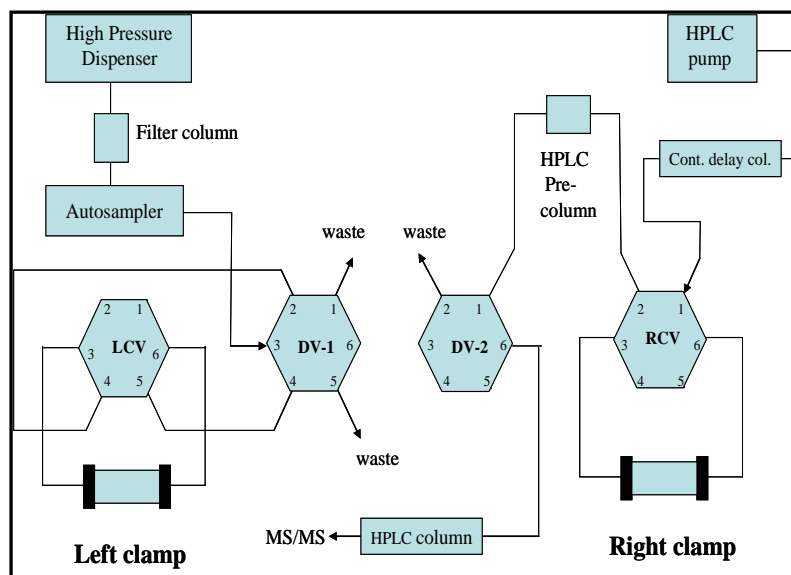 High Pressure
Dispenser
HPLC
pump
Filter column
HPLC
Pre-
column
Cont. delay col.
Autosampler
waste
waste
2 1
3 LCV 6
4 5
2 1
3 DV-1 6
4 5
2 1
3 DV-2 6
4 5
2 1
3 RCV 6
4 5
waste
MS/MS
HPLC column
Left clamp
Right clamp